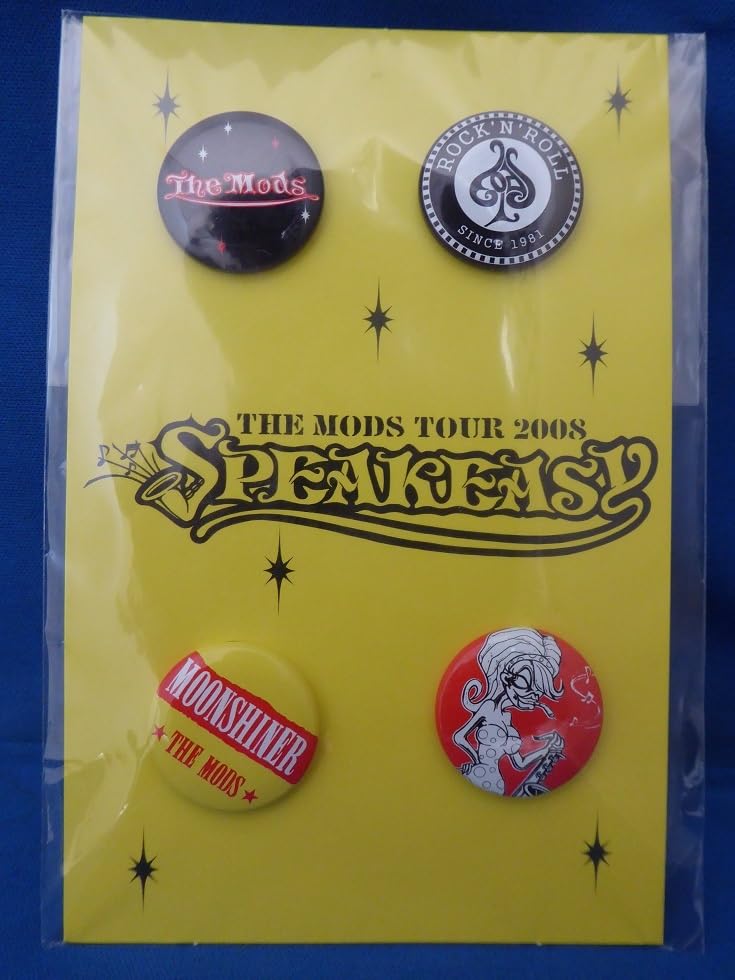 The Mods
ROCK'N'ROLL
SINCE 1981
THE MODS TOUR 2008
SPEAKEASY
MOONSHINER
THE MODS